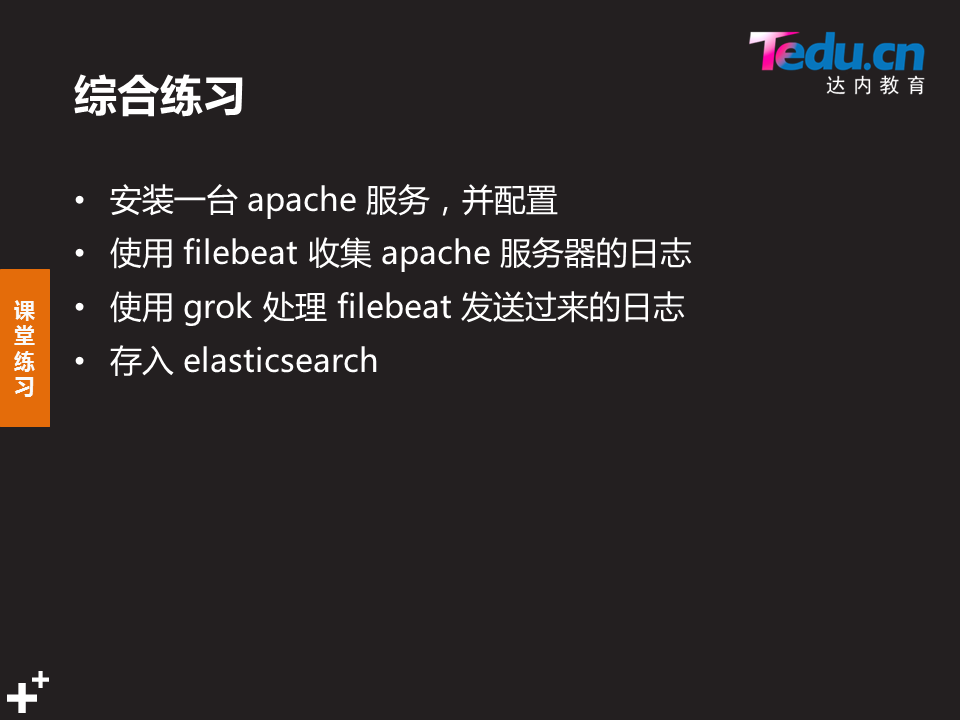 Tedu.cn
达内教育
综合练习
• 安装一台 apache 服务，并配置
• 使用 filebeat 收集 apache 服务器的日志
• 使用 grok 处理 filebeat 发送过来的日志
• 存入 elasticsearch
课
堂
练
习